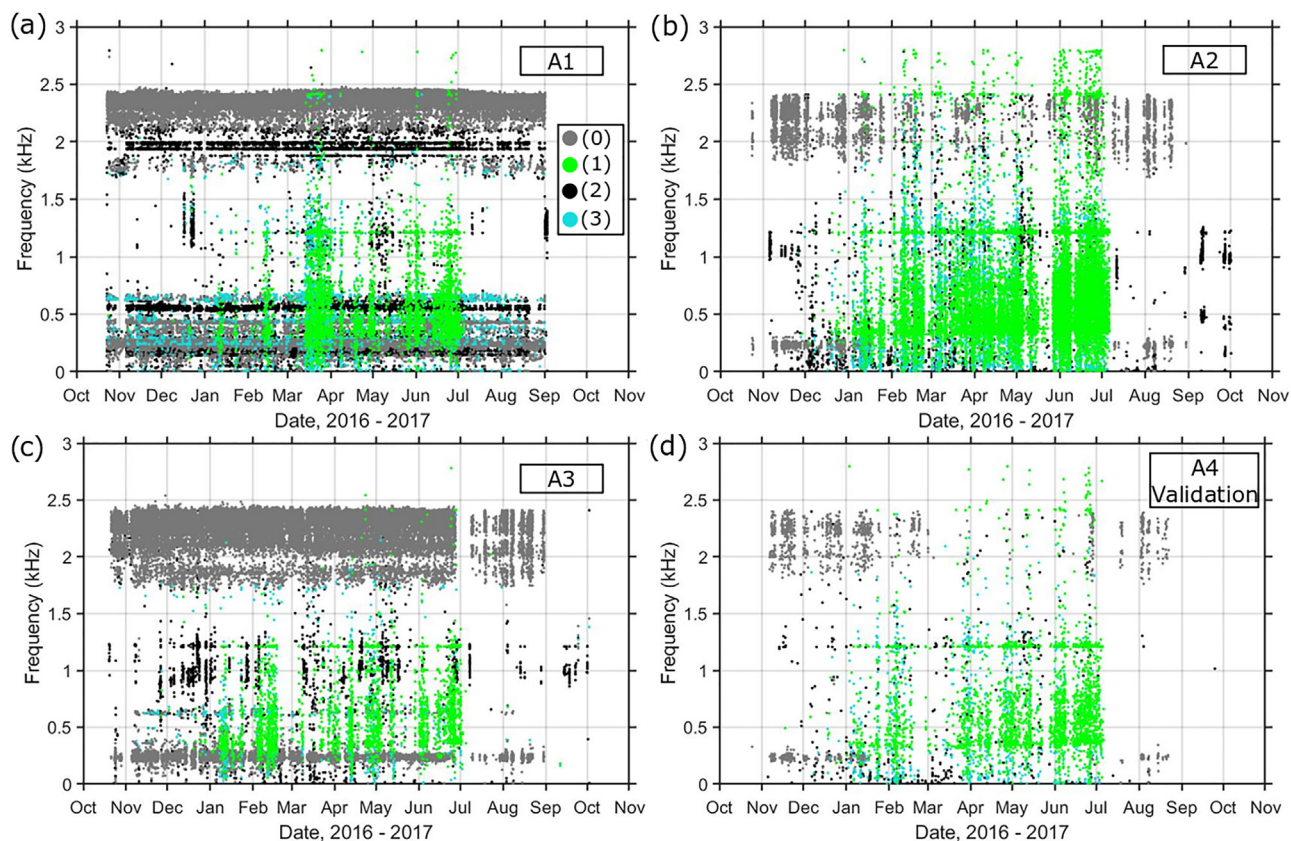 (a)
A1
3
2.5
2
1.5
1
0.5
0
Frequency (kHz)
(0)
(1)
(2)
(3)
Oct Nov Dec Jan Feb Mar Apr May Jun Jul Aug Sep Oct Nov
Date, 2016 - 2017
(b)
A2
3
2.5
2
1.5
1
0.5
0
Frequency (kHz)
Oct Nov Dec Jan Feb Mar Apr May Jun Jul Aug Sep Oct Nov
Date, 2016 - 2017
(c)
A3
3
2.5
2
1.5
1
0.5
0
Frequency (kHz)
Oct Nov Dec Jan Feb Mar Apr May Jun Jul Aug Sep Oct Nov
Date, 2016 - 2017
(d)
A4
Validation
3
2.5
2
1.5
1
0.5
0
Frequency (kHz)
Oct Nov Dec Jan Feb Mar Apr May Jun Jul Aug Sep Oct Nov
Date, 2016 - 2017